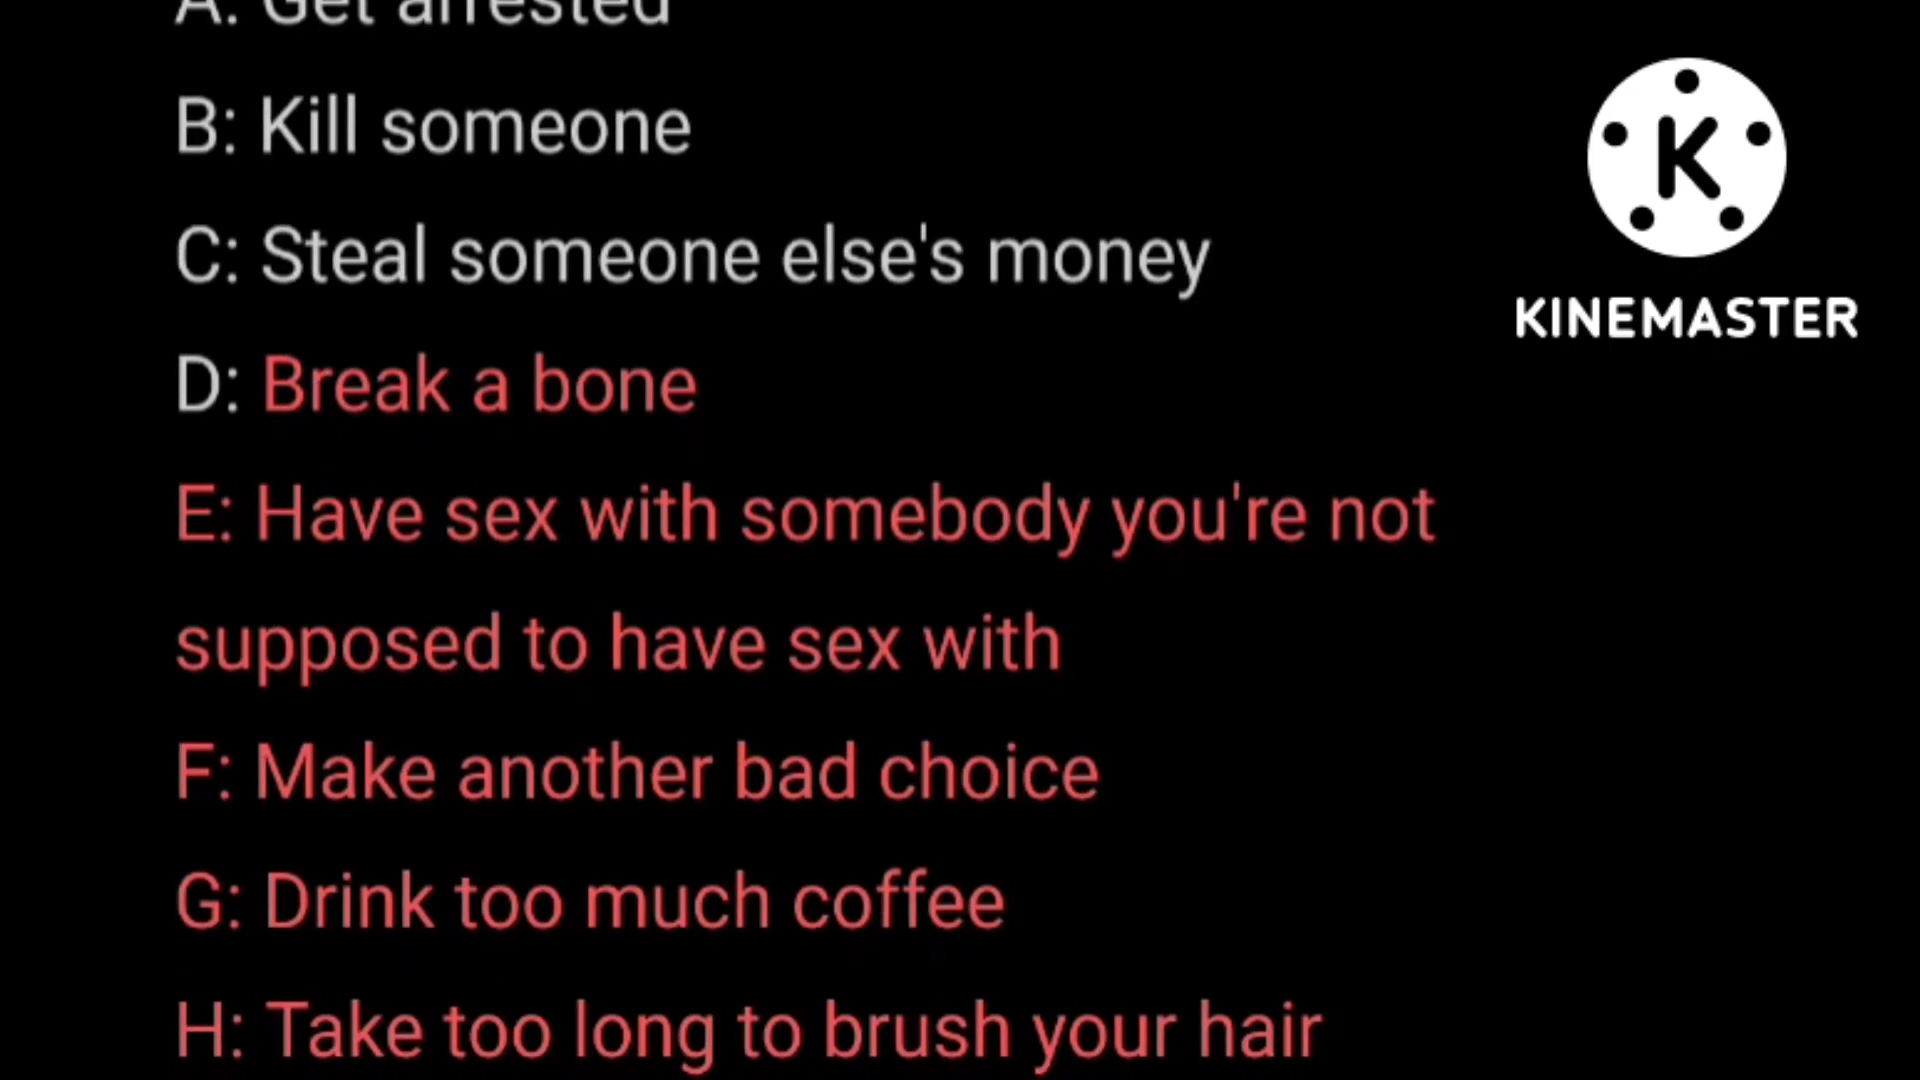 A: Get arrested
B: Kill someone
C: Steal someone else's money
D: Break a bone
E: Have sex with somebody you're not
supposed to have sex with
F: Make another bad choice
G: Drink too much coffee
H: Take too long to brush your hair
K
KINEMASTER